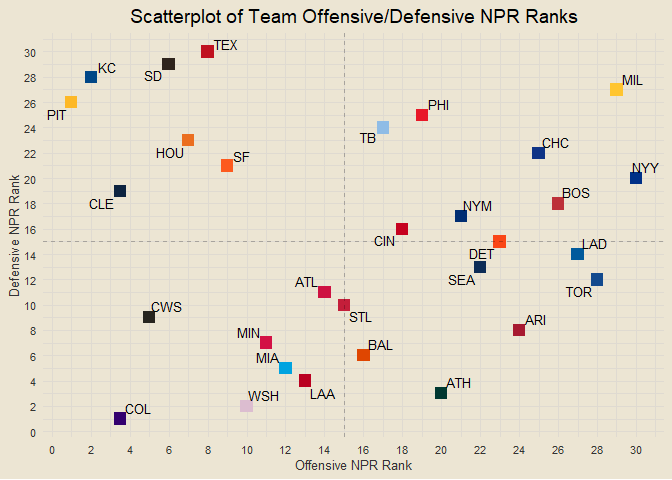 Scatterplot of Team Offensive/Defensive NPR Ranks
Defensive NPR Rank
30
28
26
24
22
20
18
16
14
12
10
8
6
4
2
0
TEX
SD
KC
MIL
PIT
PHI
TB
HOU
CHC
SF
NYY
CLE
BOS
NYM
CIN
DET
LAD
SEA
TOR
ATL
STL
CWS
ARI
MIN
BAL
MIA
LAA
ATH
WSH
COL
0 2 4 6 8 10 12 14 16 18 20 22 24 26 28 30
Offensive NPR Rank